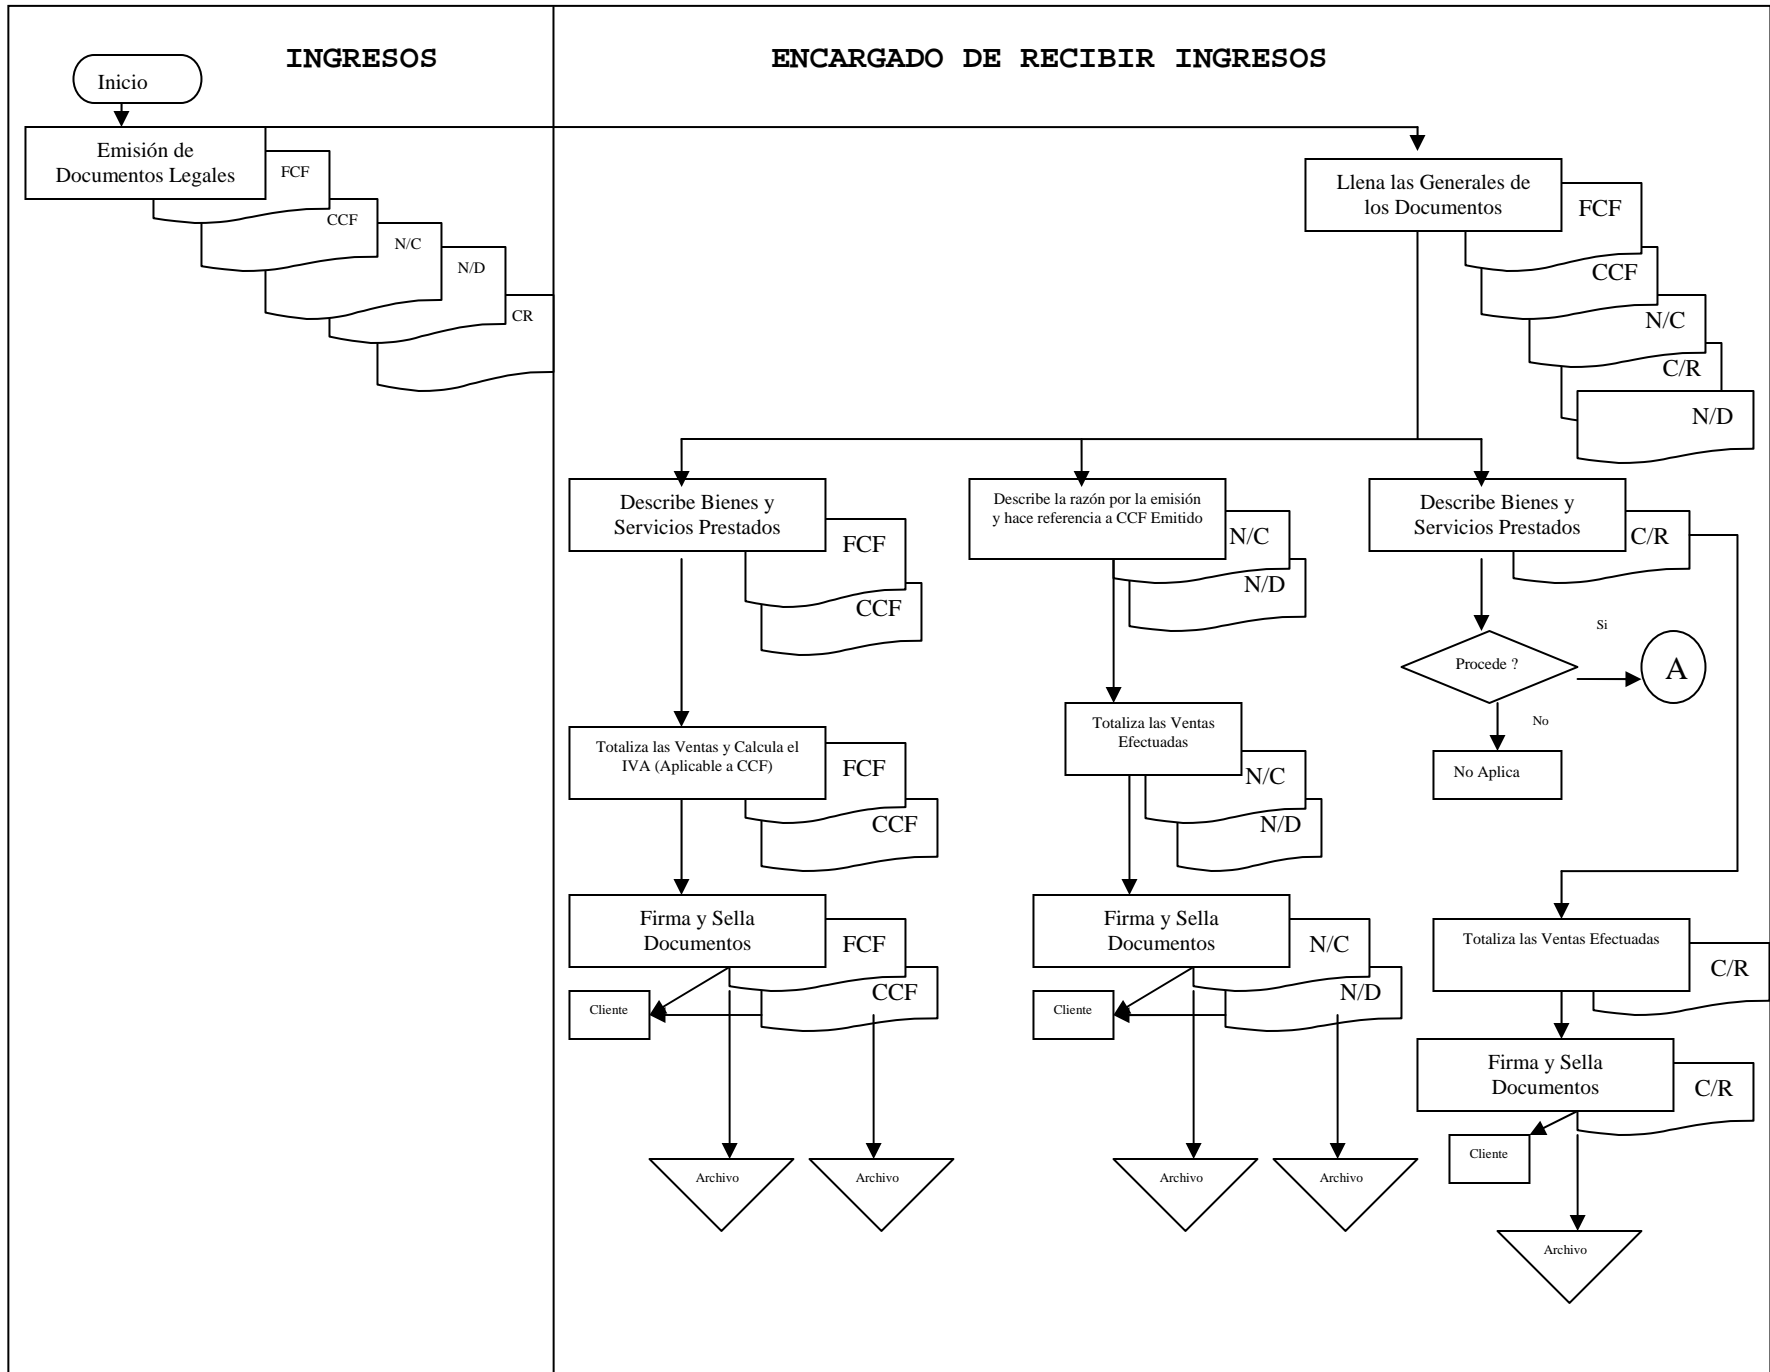 INGRESOS
ENCARGADO DE RECIBIR INGRESOS
Inicio
Emisión de
Documentos Legales
FCF
CCF
N/C
N/D
CR
Llena las Generales de
los Documentos
FCF
CCF
N/C
C/R
N/D
Describe Bienes y
Servicios Prestados
FCF
CCF
Totaliza las Ventas y Calcula el
IVA (Aplicable a CCF)
FCF
CCF
Firma y Sella
Documentos
FCF
CCF
Cliente
Archivo
Archivo
Describe la razón por la emisión
y hace referencia a CCF Emitido
N/C
N/D
Totaliza las Ventas
Efectuadas
N/C
N/D
Firma y Sella
Documentos
N/C
N/D
Cliente
Archivo
Archivo
Describe Bienes y
Servicios Prestados
C/R
Procede ?
Si
A
No
No Aplica
Totaliza las Ventas Efectuadas
C/R
Firma y Sella
Documentos
C/R
Cliente
Archivo